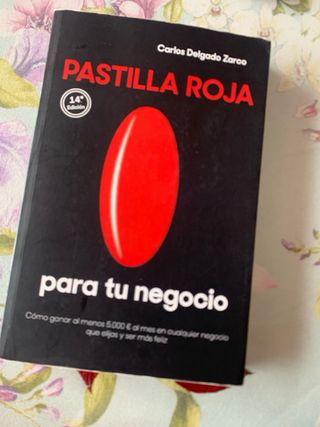 Carlos Delgado Zarco
PASTILLA ROJA
14ª
Edición
para tu negocio
Cómo ganar al menos 5.000 € al mes en cualquier negocio
que elijas y ser más feliz